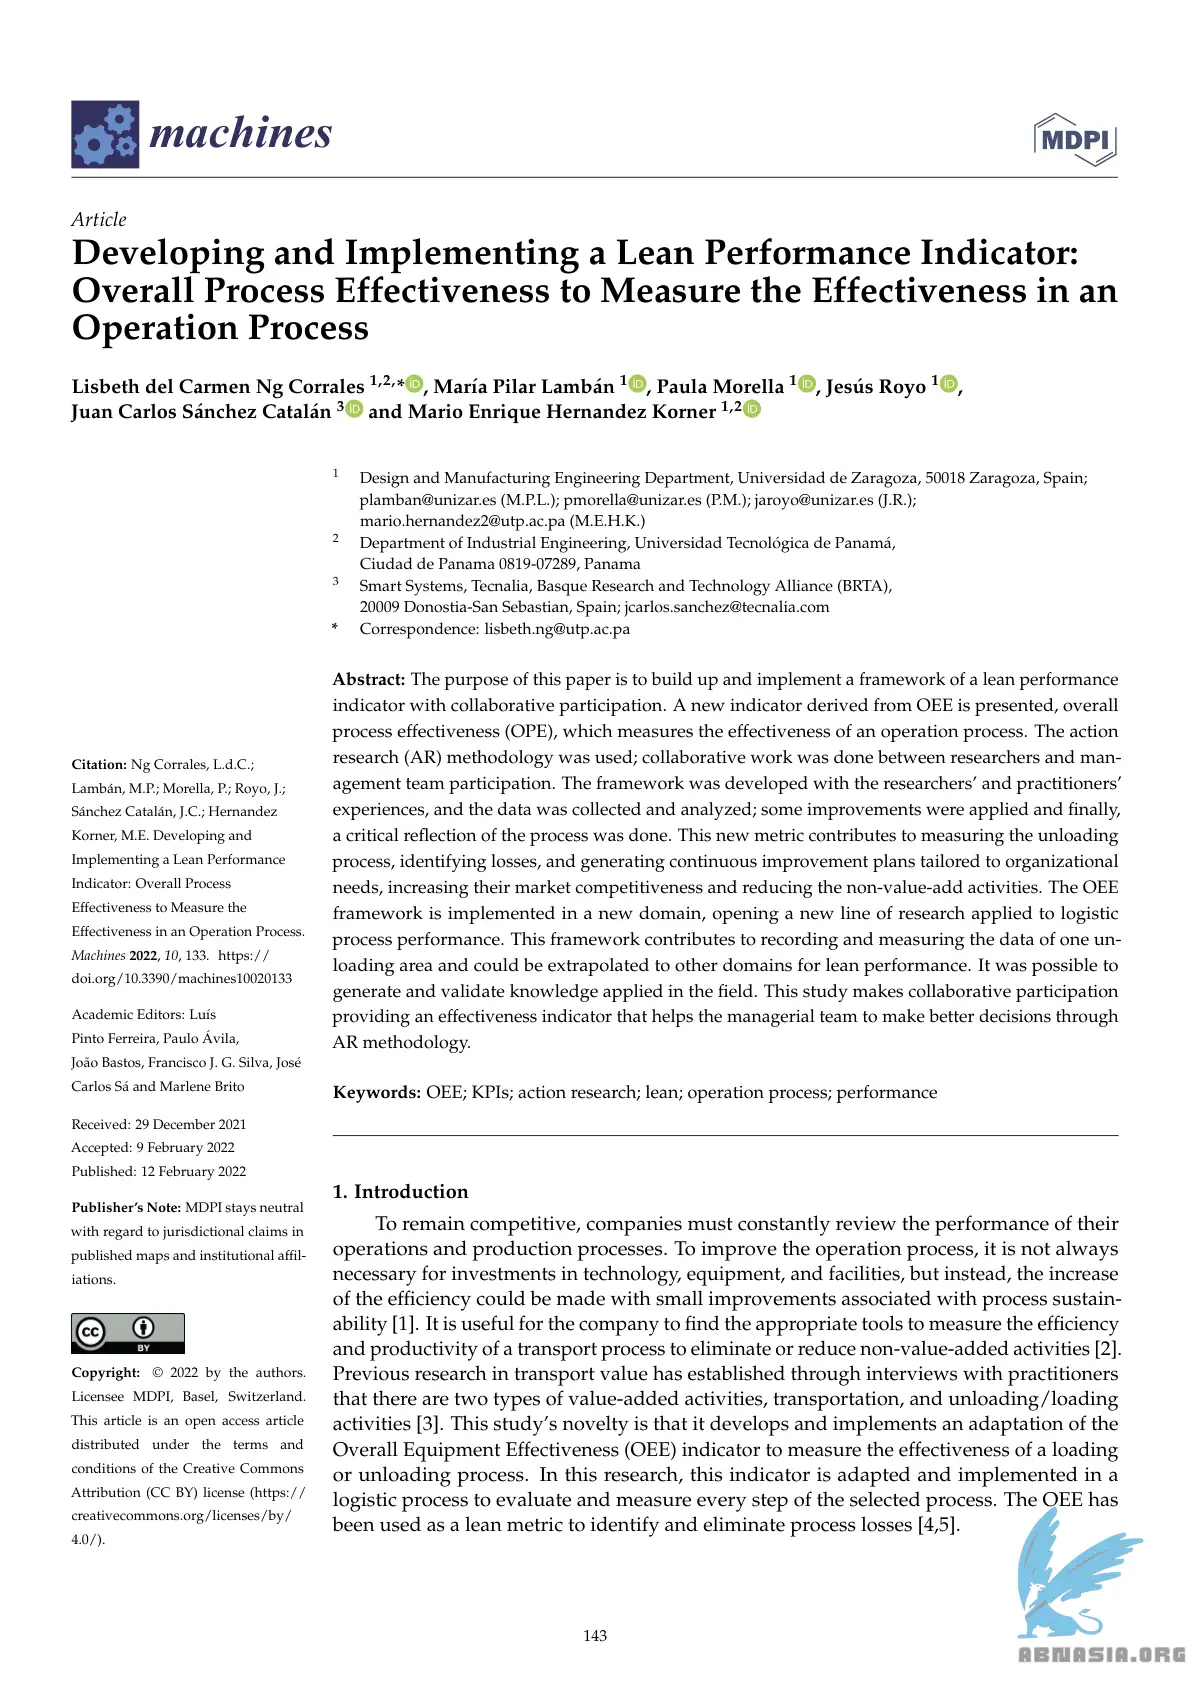 machines
MDPI
Article
Developing and Implementing a Lean Performance Indicator:
Overall Process Effectiveness to Measure the Effectiveness in an
Operation Process
Lisbeth del Carmen Ng Corrales 1,2,* iD , María Pilar Lambán 1 iD , Paula Morella 1 iD , Jesús Royo 1 iD ,
Juan Carlos Sánchez Catalán 3 iD and Mario Enrique Hernandez Korner 1,2 iD
1 Design and Manufacturing Engineering Department, Universidad de Zaragoza, 50018 Zaragoza, Spain;
plamban@unizar.es (M.P.L.); pmorella@unizar.es (P.M.); jaroyo@unizar.es (J.R.);
mario.hernandez2@utp.ac.pa (M.E.H.K.)
2 Department of Industrial Engineering, Universidad Tecnológica de Panamá,
Ciudad de Panama 0819-07289, Panama
3 Smart Systems, Tecnalia, Basque Research and Technology Alliance (BRTA),
20009 Donostia-San Sebastian, Spain; jcarlos.sanchez@tecnalia.com
* Correspondence: lisbeth.ng@utp.ac.pa
Abstract: The purpose of this paper is to build up and implement a framework of a lean performance
indicator with collaborative participation. A new indicator derived from OEE is presented, overall
process effectiveness (OPE), which measures the effectiveness of an operation process. The action
research (AR) methodology was used; collaborative work was done between researchers and man-
agement team participation. The framework was developed with the researchers' and practitioners'
experiences, and the data was collected and analyzed; some improvements were applied and finally,
a critical reflection of the process was done. This new metric contributes to measuring the unloading
process, identifying losses, and generating continuous improvement plans tailored to organizational
needs, increasing their market competitiveness and reducing the non-value-add activities. The OEE
framework is implemented in a new domain, opening a new line of research applied to logistic
process performance. This framework contributes to recording and measuring the data of one un-
loading area and could be extrapolated to other domains for lean performance. It was possible to
generate and validate knowledge applied in the field. This study makes collaborative participation
providing an effectiveness indicator that helps the managerial team to make better decisions through
AR methodology.
Keywords: OEE; KPIs; action research; lean; operation process; performance
Citation: Ng Corrales, L.d.C.;
Lambán, M.P.; Morella, P.; Royo, J.;
Sánchez Catalán, J.C.; Hernandez
Korner, M.E. Developing and
Implementing a Lean Performance
Indicator: Overall Process
Effectiveness to Measure the
Effectiveness in an Operation Process.
Machines 2022, 10, 133. https://
doi.org/10.3390/machines10020133
Academic Editors: Luís
Pinto Ferreira, Paulo Ávila,
João Bastos, Francisco J. G. Silva, José
Carlos Sá and Marlene Brito
Received: 29 December 2021
Accepted: 9 February 2022
Published: 12 February 2022
Publisher's Note: MDPI stays neutral
with regard to jurisdictional claims in
published maps and institutional affil-
iations.
CC BY
Copyright: © 2022 by the authors.
Licensee MDPI, Basel, Switzerland.
This article is an open access article
distributed under the terms and
conditions of the Creative Commons
Attribution (CC BY) license (https://
creativecommons.org/licenses/by/
4.0/).
1. Introduction
To remain competitive, companies must constantly review the performance of their
operations and production processes. To improve the operation process, it is not always
necessary for investments in technology, equipment, and facilities, but instead, the increase
of the efficiency could be made with small improvements associated with process sustain-
ability [1]. It is useful for the company to find the appropriate tools to measure the efficiency
and productivity of a transport process to eliminate or reduce non-value-added activities [2].
Previous research in transport value has established through interviews with practitioners
that there are two types of value-added activities, transportation, and unloading/loading
activities [3]. This study's novelty is that it develops and implements an adaptation of the
Overall Equipment Effectiveness (OEE) indicator to measure the effectiveness of a loading
or unloading process. In this research, this indicator is adapted and implemented in a
logistic process to evaluate and measure every step of the selected process. The OEE has
been used as a lean metric to identify and eliminate process losses [4,5].
143
ABNASIA.ORG